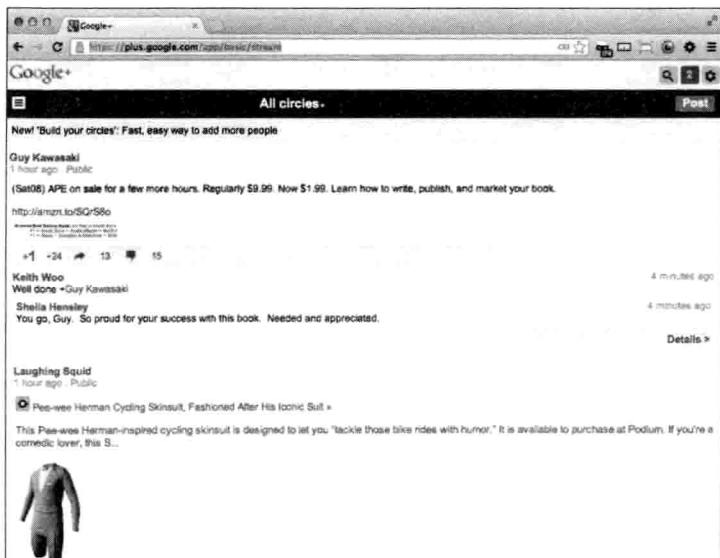 Google+
https://plus.google.com/app/basic/stream
Google+
2
All circles
Post
New! 'Build your circles': Fast, easy way to add more people
Guy Kawasaki
1 hour ago . Public
(Sat08) APE on sale for a few more hours. Regularly $9.99. Now $1.99. Learn how to write, publish, and market your book.
http://amzn.to/SQrS8o
+1 +24 13 15
Keith Woo 4 minutes ago
Well done +Guy Kawasaki
Sheila Hensley 4 minutes ago
You go, Guy. So proud for your success with this book. Needed and appreciated.
Details >
Laughing Squid
1 hour ago . Public
Pee-wee Herman Cycling Skinsuit, Fashioned After His Iconic Suit »
This Pee-wee Herman-inspired cycling skinsuit is designed to let you "tackle those bike rides with humor." It is available to purchase at Podium. If you're a
comedic lover, this S...